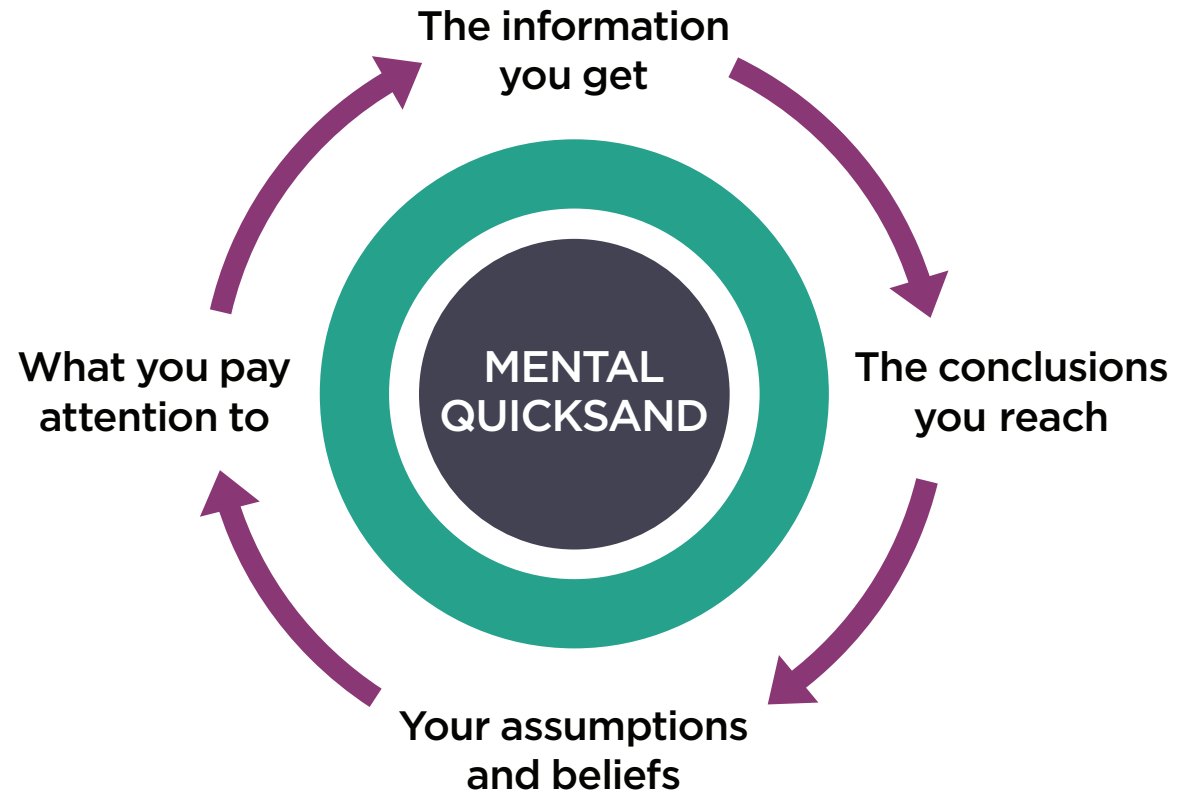 The information
you get
What you pay
attention to
MENTAL
QUICKSAND
The conclusions
you reach
Your assumptions
and beliefs